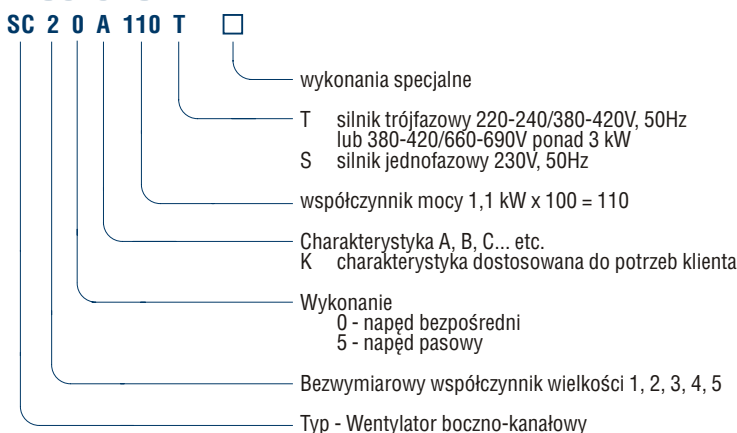 SC 2 0 A 110 T □
wykonania specjalne
T silnik trójfazowy 220-240/380-420V, 50Hz
lub 380-420/660-690V ponad 3 kW
S silnik jednofazowy 230V, 50Hz
współczynnik mocy 1,1 kW x 100 = 110
Charakterystyka A, B, C... etc.
K charakterystyka dostosowana do potrzeb klienta
Wykonanie
0 - napęd bezpośredni
5 - napęd pasowy
Bezwymiarowy współczynnik wielkości 1, 2, 3, 4, 5
Typ - Wentylator boczno-kanałowy